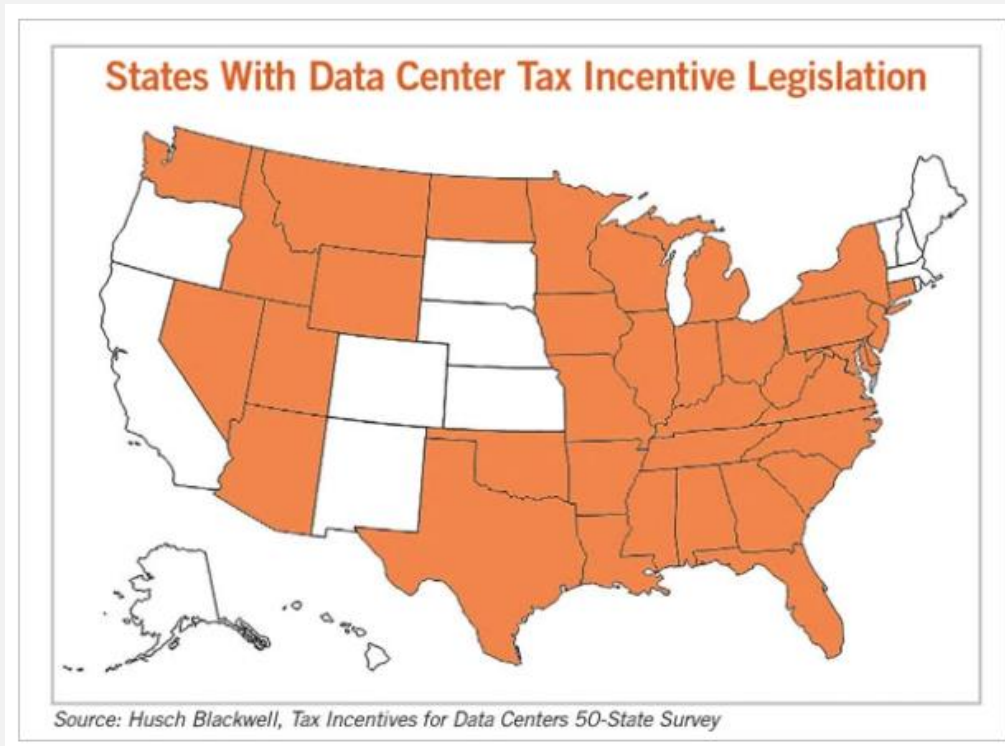 States With Data Center Tax Incentive Legislation
Source: Husch Blackwell, Tax Incentives for Data Centers 50-State Survey